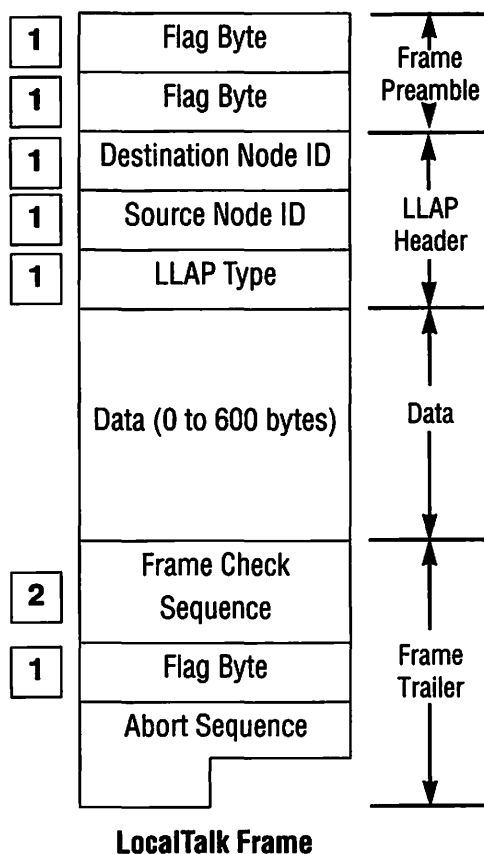 1
Flag Byte
Frame
Preamble
1
Flag Byte
1
Destination Node ID
LLAP
Header
1
Source Node ID
1
LLAP Type
Data (0 to 600 bytes)
Data
2
Frame Check
Sequence
Frame
Trailer
1
Flag Byte
Abort Sequence
LocalTalk Frame